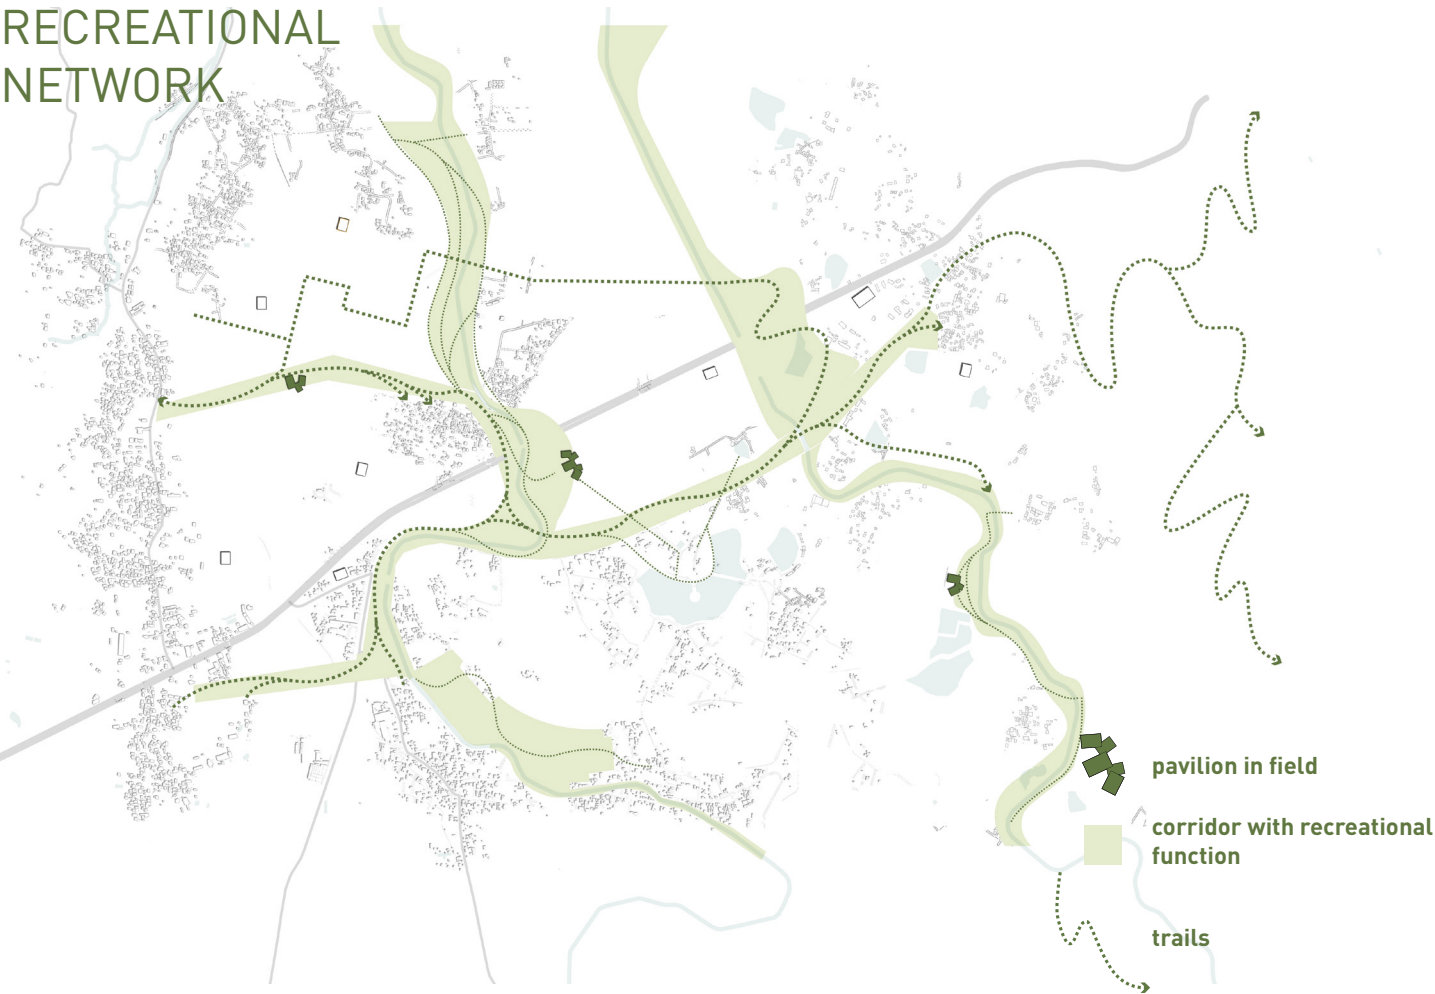 RECREATIONAL
NETWORK
pavilion in field
corridor with recreational
function
trails